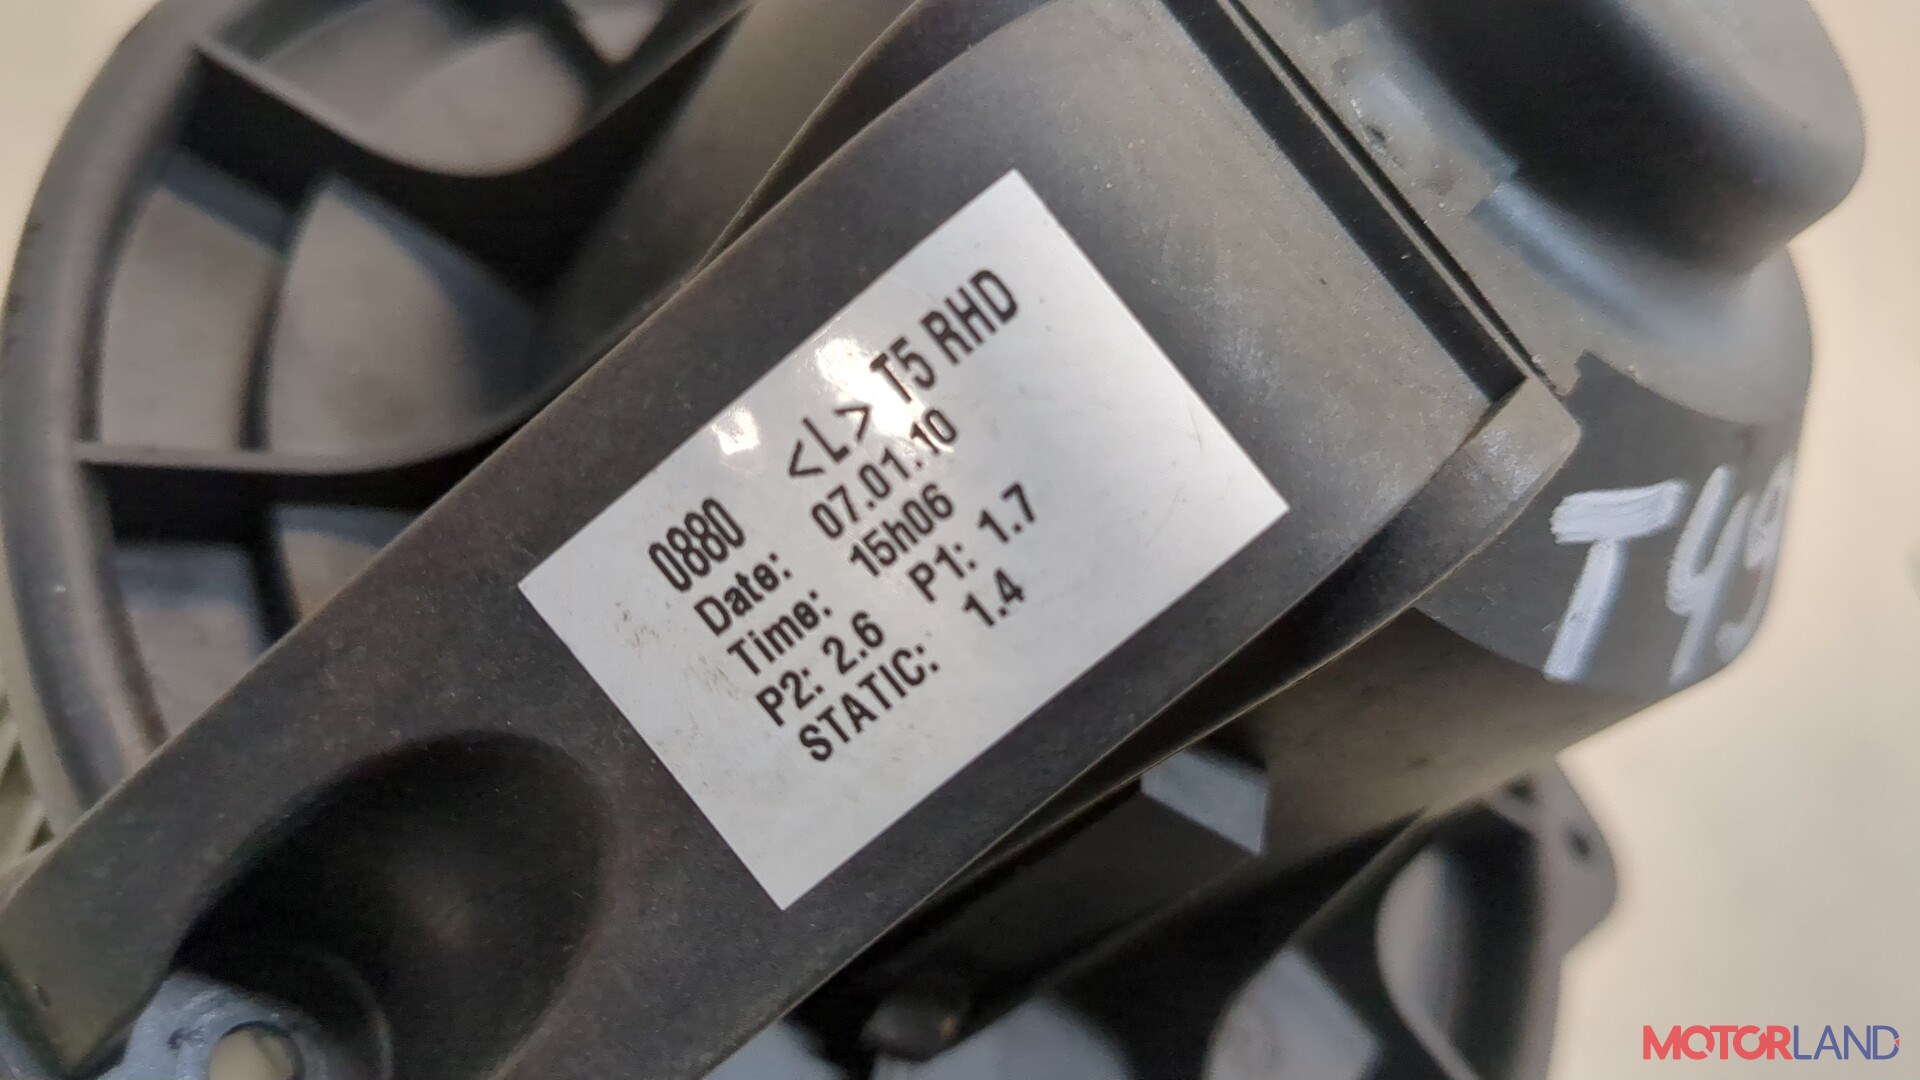 0880 <L> T5 RHD
Date: 07.01.10
Time: 15h06
P2: 2.6 P1: 1.7
STATIC: 1.4
MOTORLAND